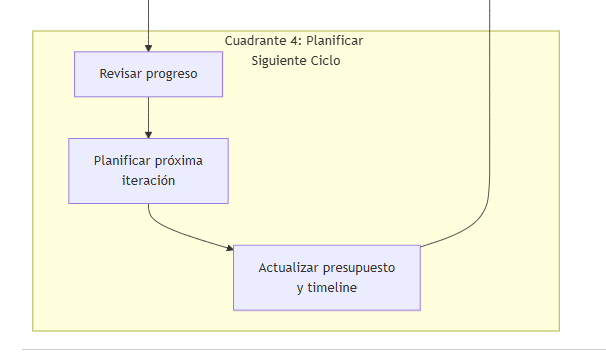 Cuadrante 4: Planificar
Siguiente Ciclo
Revisar progreso
Planificar próxima
iteración
Actualizar presupuesto
y timeline